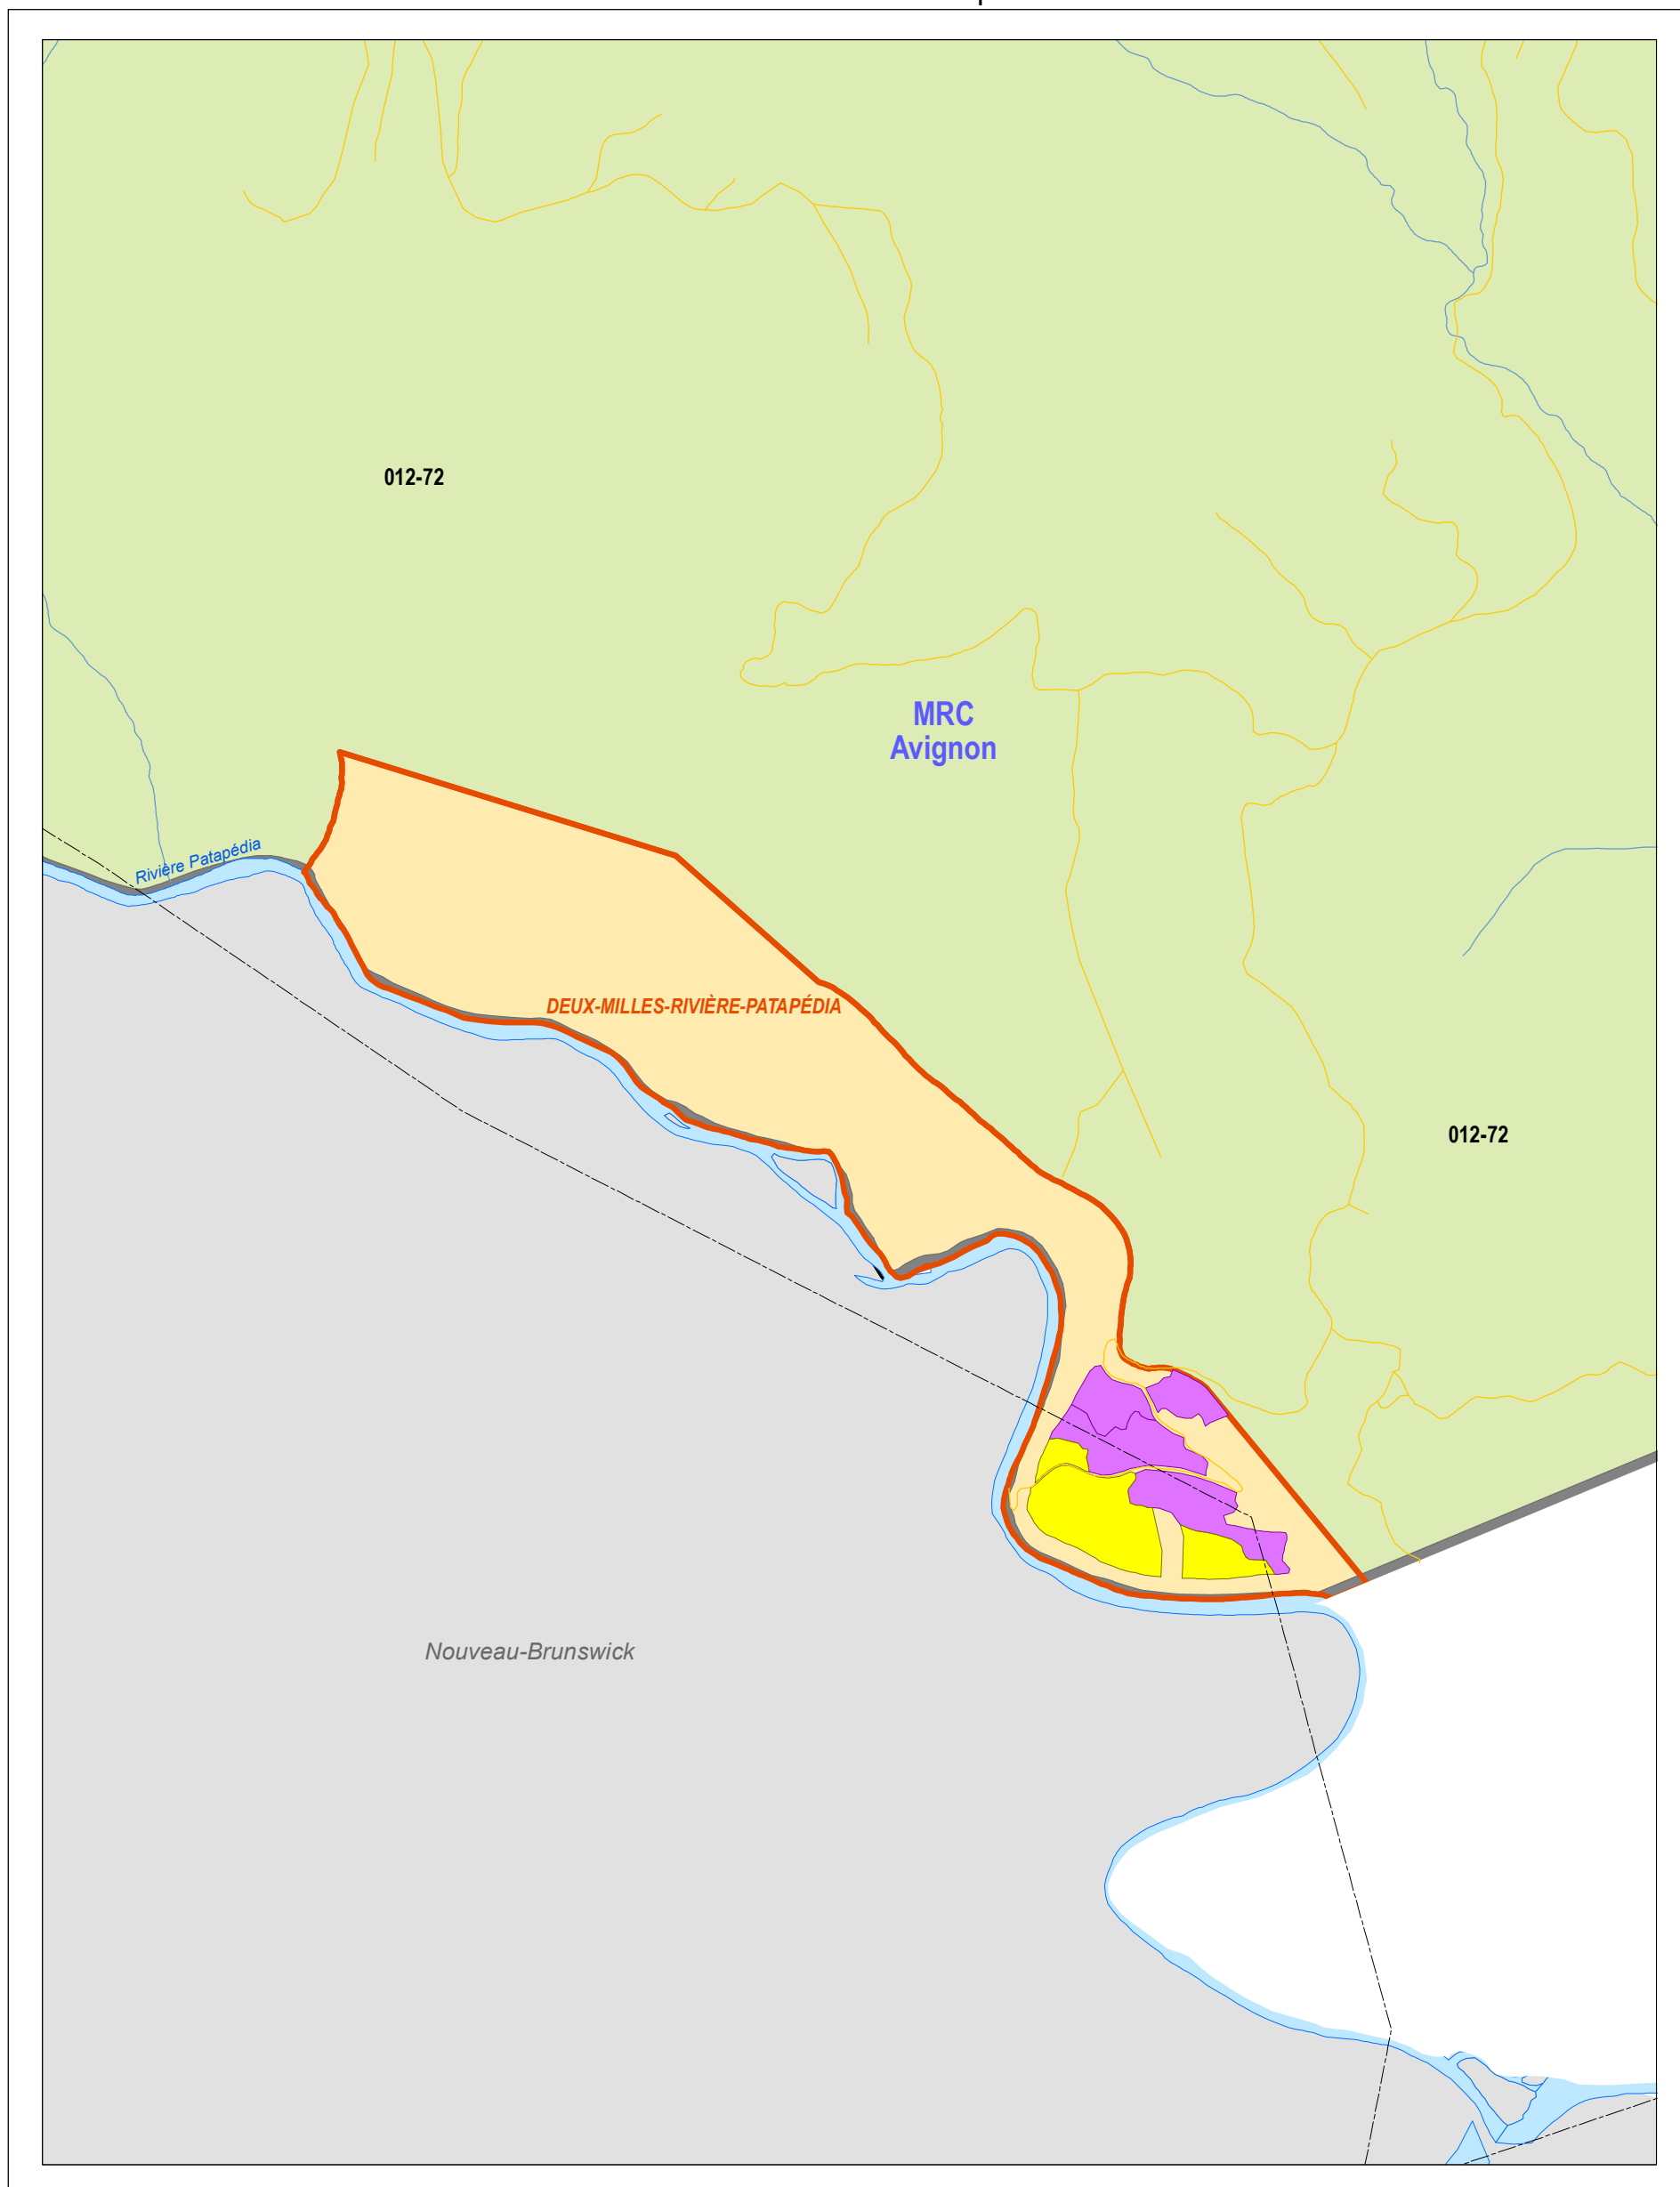 012-72
MRC
Avignon
Rivière Patapédia
DEUX-MILLES-RIVIÈRE-PATAPÉDIA
012-72
Nouveau-Brunswick